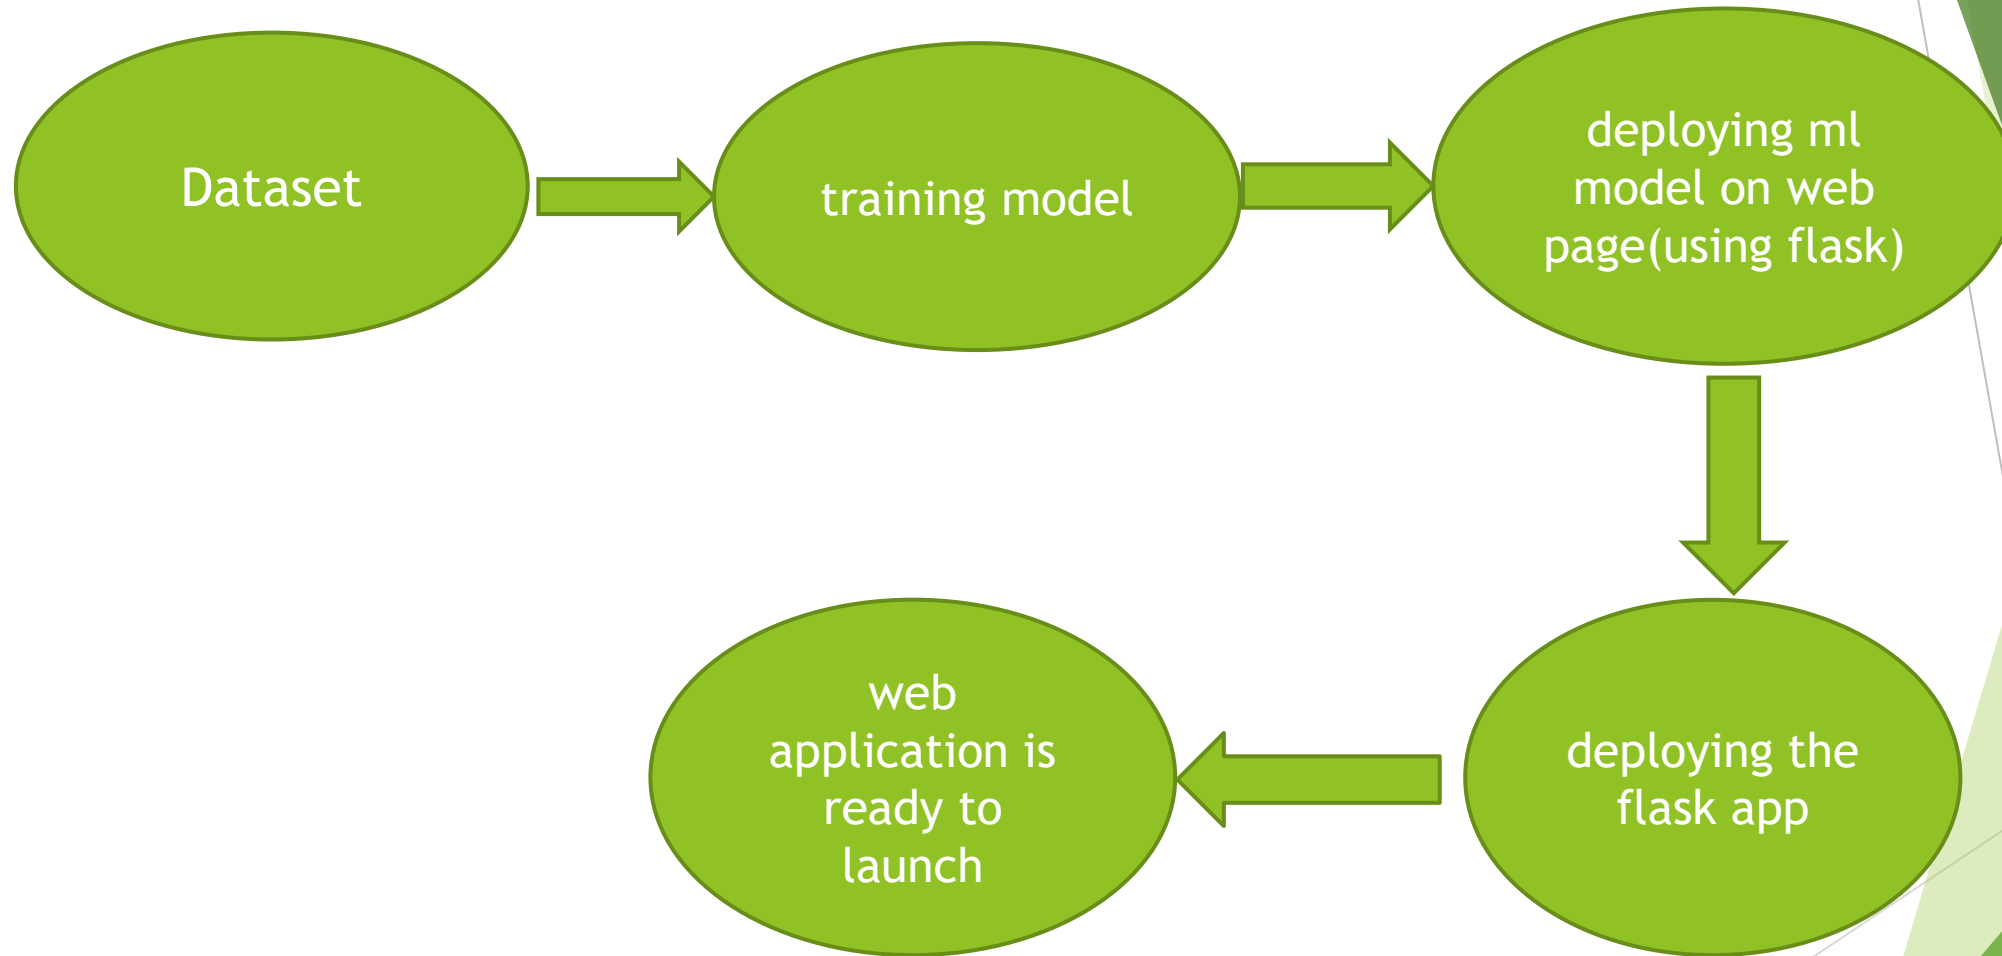 Dataset
training model
deploying ml
model on web
page(using flask)
deploying the
flask app
web
application is
ready to
launch